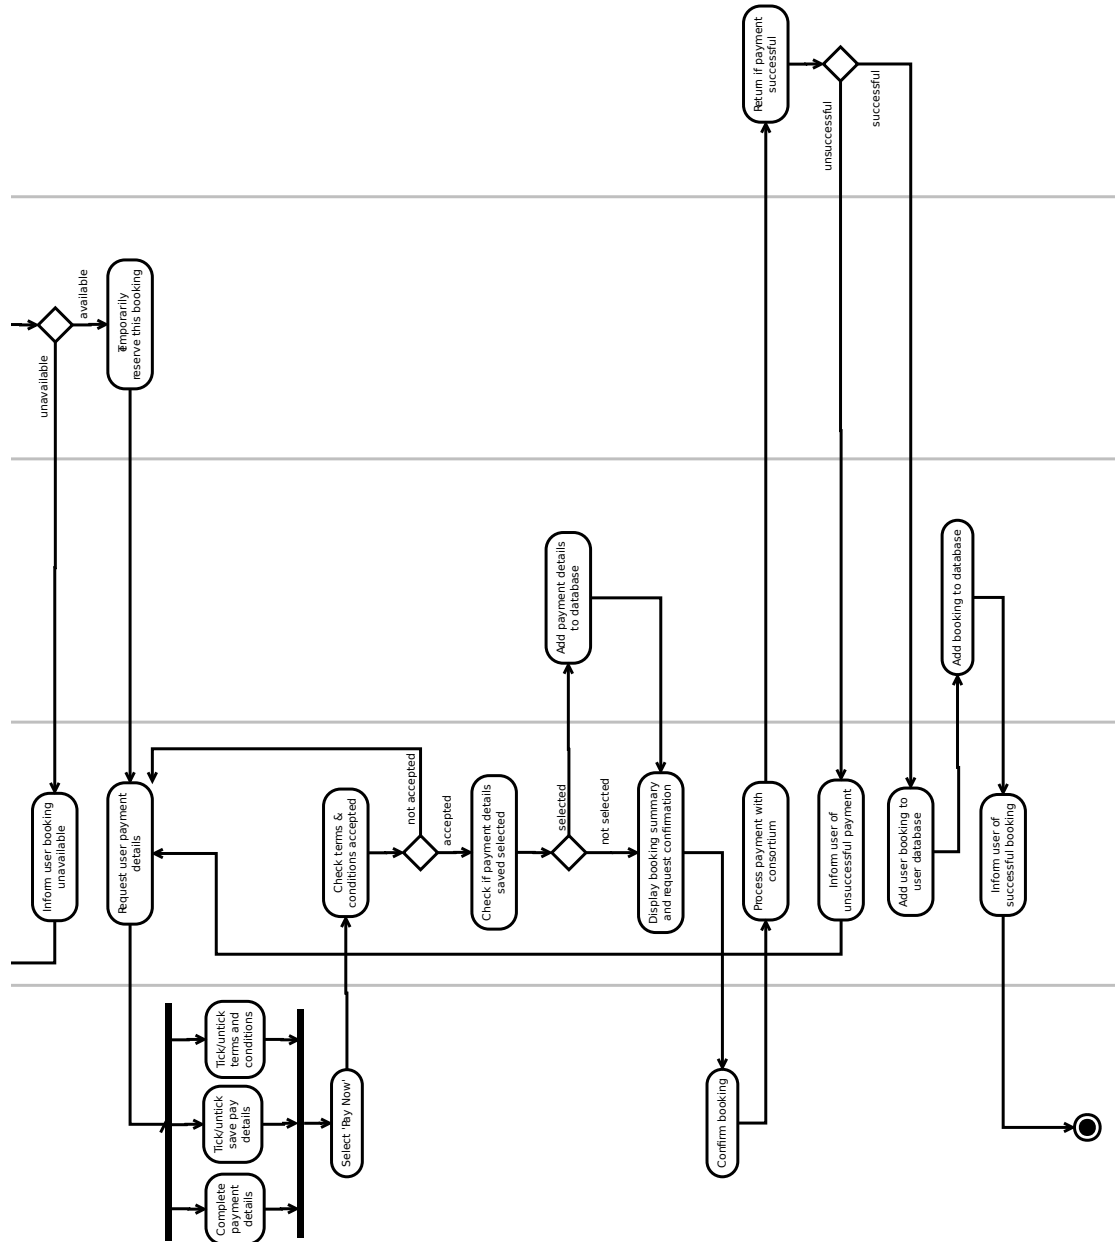 Return if payment
successful
successful
unsuccessful
available
Temporarily
reserve this booking
unavailable
Add payment details
to database
Add booking to database
Inform user booking
unavailable
Request user payment
details
Check terms &
conditions accepted
not accepted
accepted
Check if payment details
saved selected
selected
not selected
Display booking summary
and request confirmation
Process payment with
consortium
Inform user of
unsuccessful payment
Add user booking to
user database
Inform user of
successful booking
Tick/untick
terms and
conditions
Tick/untick
save pay
details
Complete
payment
details
Select 'Pay Now'
Confirm booking